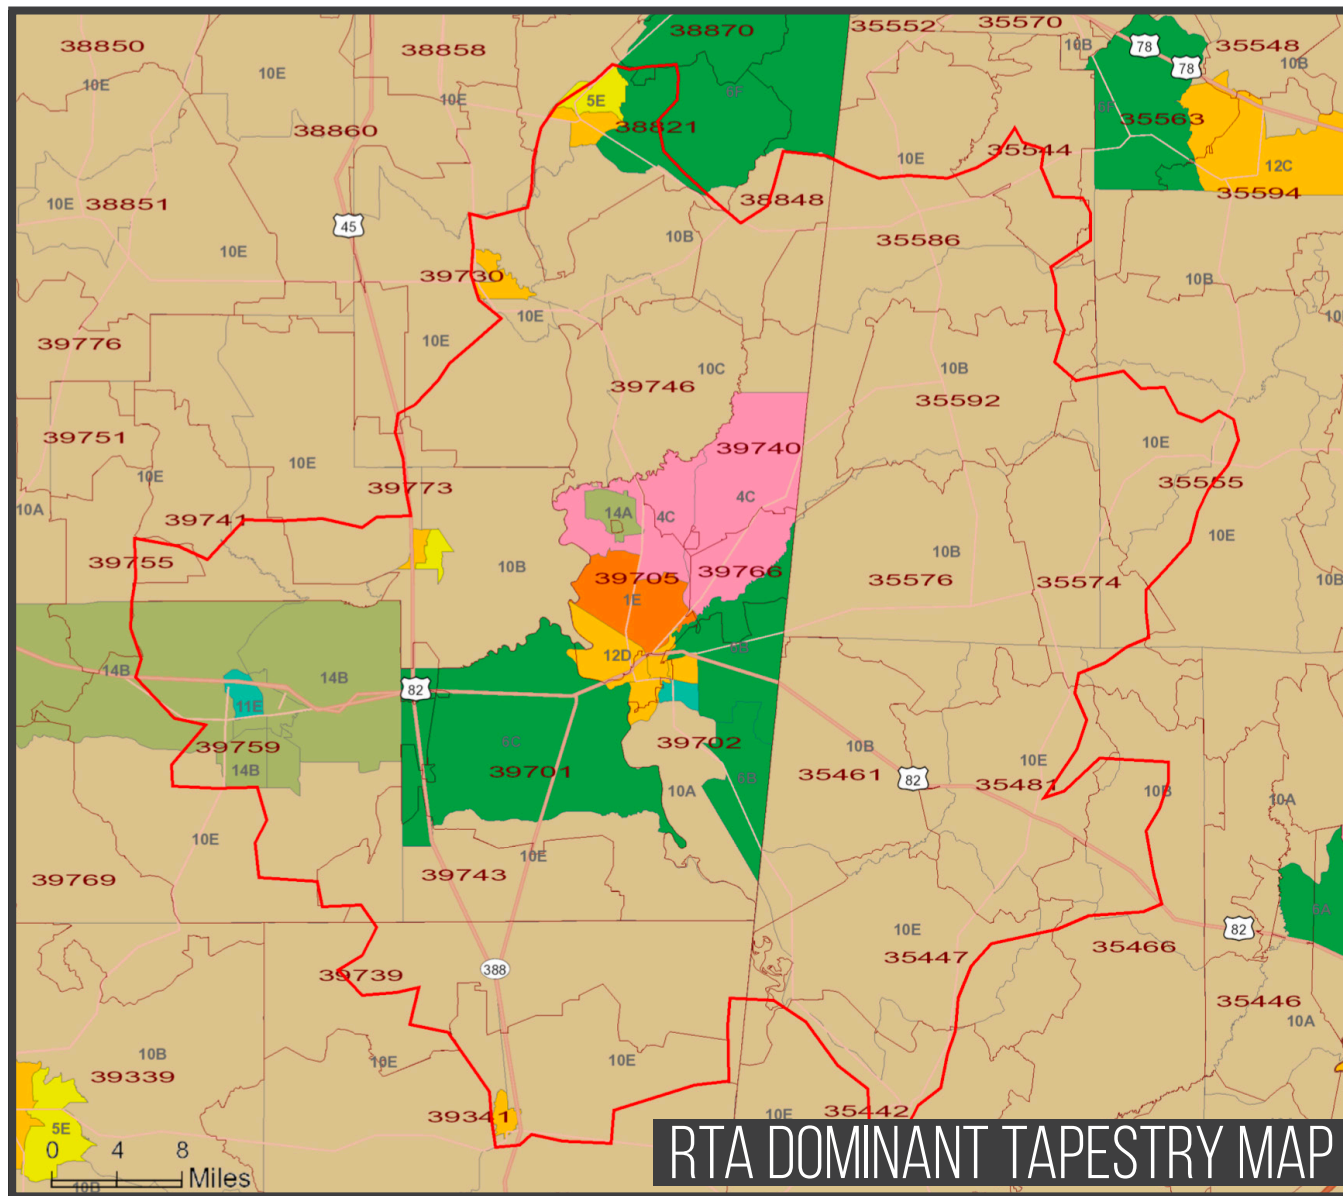 38870
35552
35570
38850
38858
10B
78
35548
10E
10E
78
10B
10E
5E
6F
38821
35563
38860
10E
35544
12C
10E
38851
38848
35594
45
10E
10B
35586
39730
10B
10E
10E
39776
10C
10B
39746
35592
39751
10E
39740
10E
10E
39773
4C
35555
10A
39741
14A
4C
10E
39755
10B
10B
39705
39766
35576
35574
10B
1E
12D
14B
14B
82
11E
39759
39702
10B
6C
10E
14B
39701
35461
82
35481
10A
10B
10A
10E
10E
39769
39743
6A
10E
82
35447
35466
39739
388
35446
10A
10B
10E
10E
39339
39341
10E
35442
5E
0 4 8
Miles
10B
RTA DOMINANT TAPESTRY MAP